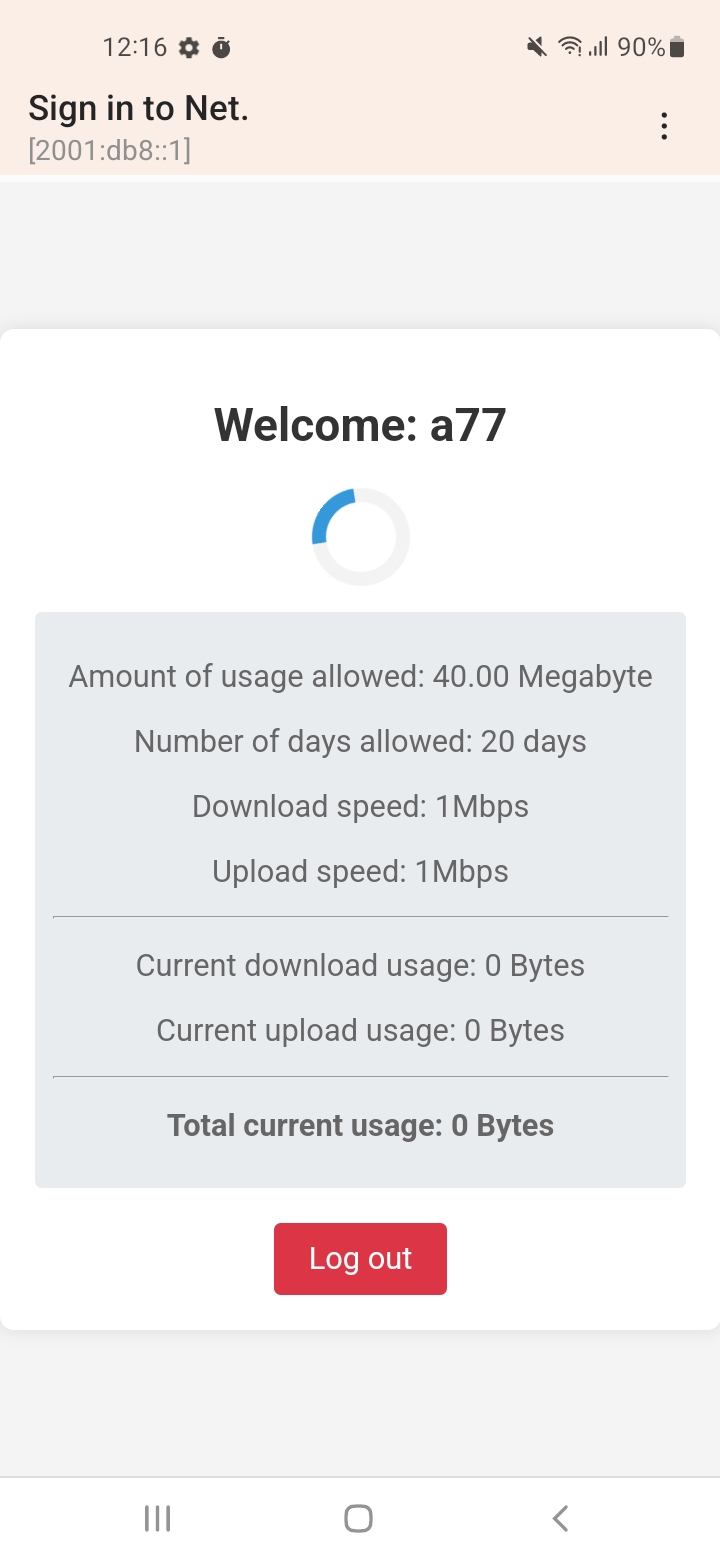 12:16
90%
Sign in to Net.
[2001:db8::1]
Welcome: a77
Amount of usage allowed: 40.00 Megabyte
Number of days allowed: 20 days
Download speed: 1Mbps
Upload speed: 1Mbps
Current download usage: 0 Bytes
Current upload usage: 0 Bytes
Total current usage: 0 Bytes
Log out